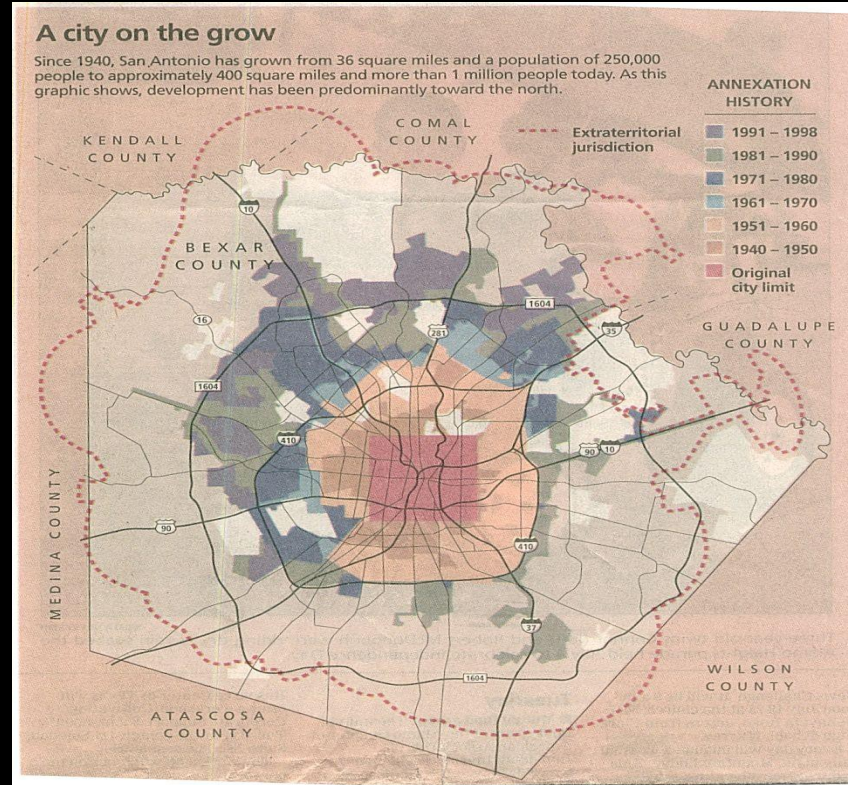 A city on the grow
Since 1940, San Antonio has grown from 36 square miles and a population of 250,000
people to approximately 400 square miles and more than 1 million people today. As this
graphic shows, development has been predominantly toward the north.
ANNEXATION
HISTORY
1991 – 1998
1981 – 1990
1971 – 1980
1961 – 1970
1951 – 1960
1940 – 1950
Original
city limit
Extraterritorial
jurisdiction
KENDALL
COUNTY
COMAL
COUNTY
BEXAR
COUNTY
GUADALUPE
COUNTY
MEDINA COUNTY
WILSON
COUNTY
ATASCOSA
COUNTY
10
16
1604
281
1604
35
410
90
10
90
410
37
1604